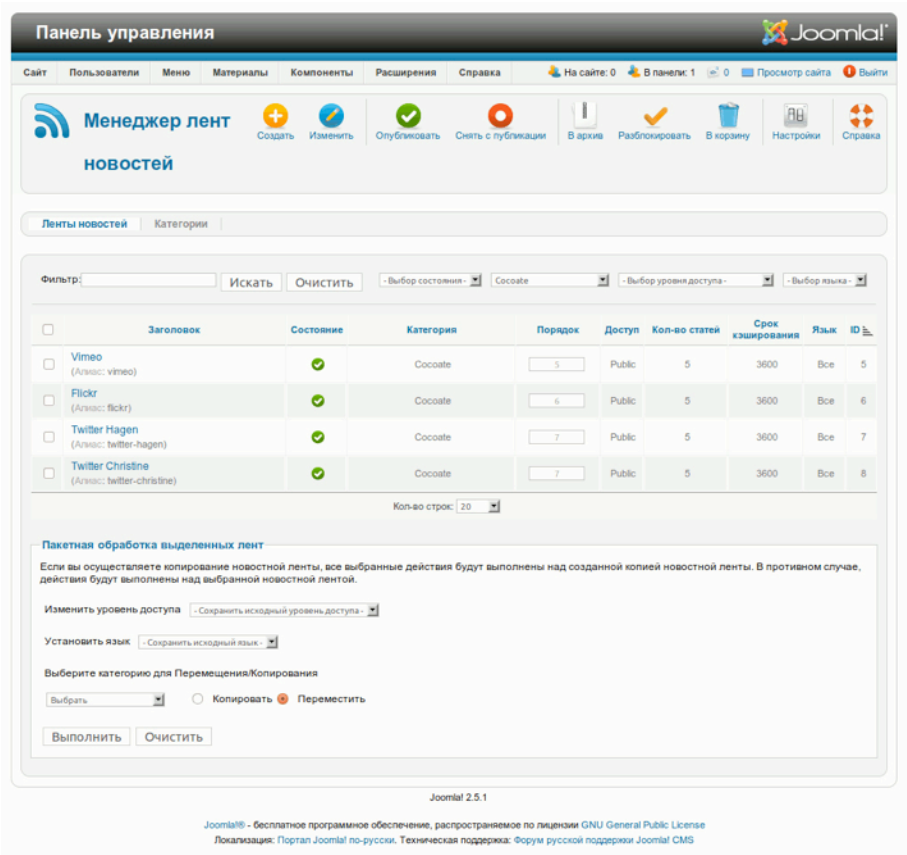 Панель управления
Joomla!
Сайт Пользователи Меню Материалы Компоненты Расширения Справка На сайте: 0 В панели: 1 0 Просмотр сайта Выйти
Менеджер лент новостей
Создать Изменить Опубликовать Снять с публикации В архив Разблокировать В корзину Настройки Справка
Ленты новостей Категории
Фильтр: Искать Очистить - Выбор состояния - Cocoate - Выбор уровня доступа - - Выбор языка -
Заголовок Состояние Категория Порядок Доступ Кол-во статей Срок кэширования Язык ID
Vimeo
(Алиас: vimeo)
Cocoate 5 Public 5 3600 Все 5
Flickr
(Алиас: flickr)
Cocoate 6 Public 5 3600 Все 6
Twitter Hagen
(Алиас: twitter-hagen)
Cocoate 7 Public 5 3600 Все 7
Twitter Christine
(Алиас: twitter-christine)
Cocoate 7 Public 5 3600 Все 8
Кол-во строк: 20
Пакетная обработка выделенных лент
Если вы осуществляете копирование новостной ленты, все выбранные действия будут выполнены над созданной копией новостной ленты. В противном случае,
действия будут выполнены над выбранной новостной лентой.
Изменить уровень доступа - Сохранить исходный уровень доступа -
Установить язык - Сохранить исходный язык -
Выберите категорию для Перемещения/Копирования
Выбрать Копировать Переместить
Выполнить Очистить
Joomla! 2.5.1
Joomla!® - бесплатное программное обеспечение, распространяемое по лицензии GNU General Public License
Локализация: Портал Joomla! по-русски. Техническая поддержка: Форум русской поддержки Joomla! CMS